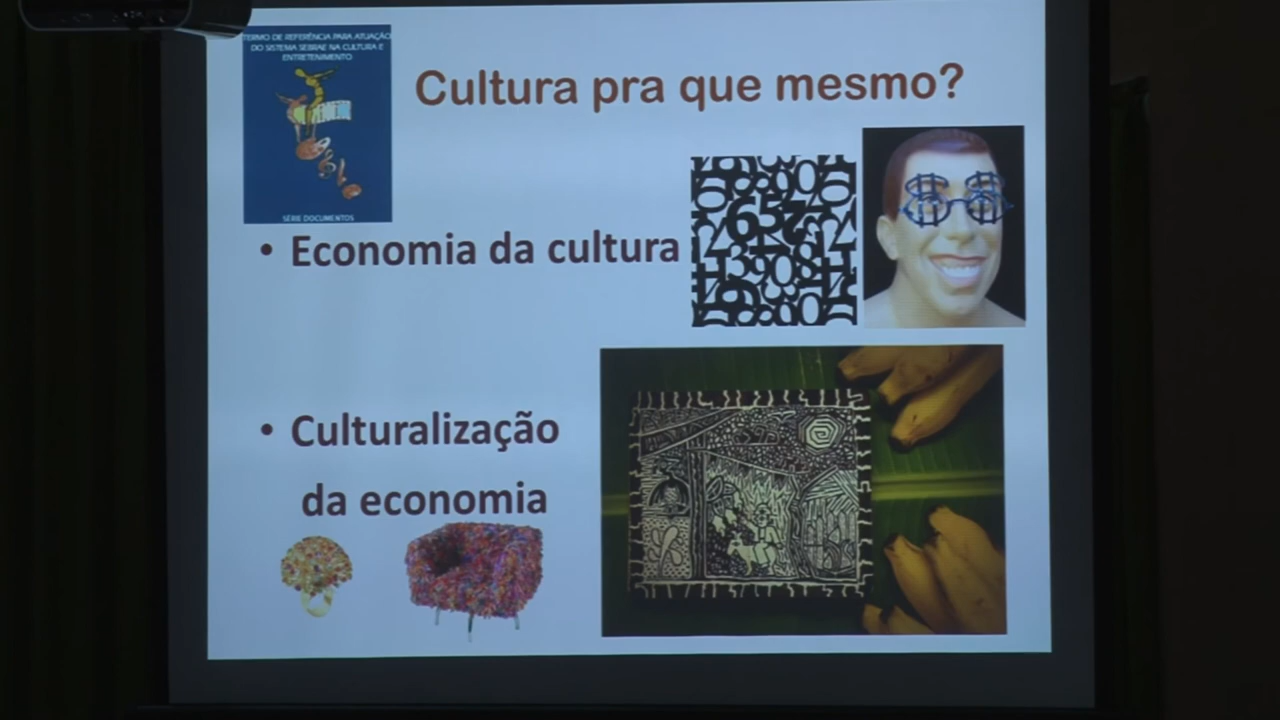 TERMO DE REFERÊNCIA PARA ATUAÇÃO
DO SISTEMA SEBRAE NA CULTURA E
ENTRETENIMENTO
SÉRIE DOCUMENTOS
Cultura pra que mesmo?
• Economia da cultura
• Culturalização
da economia